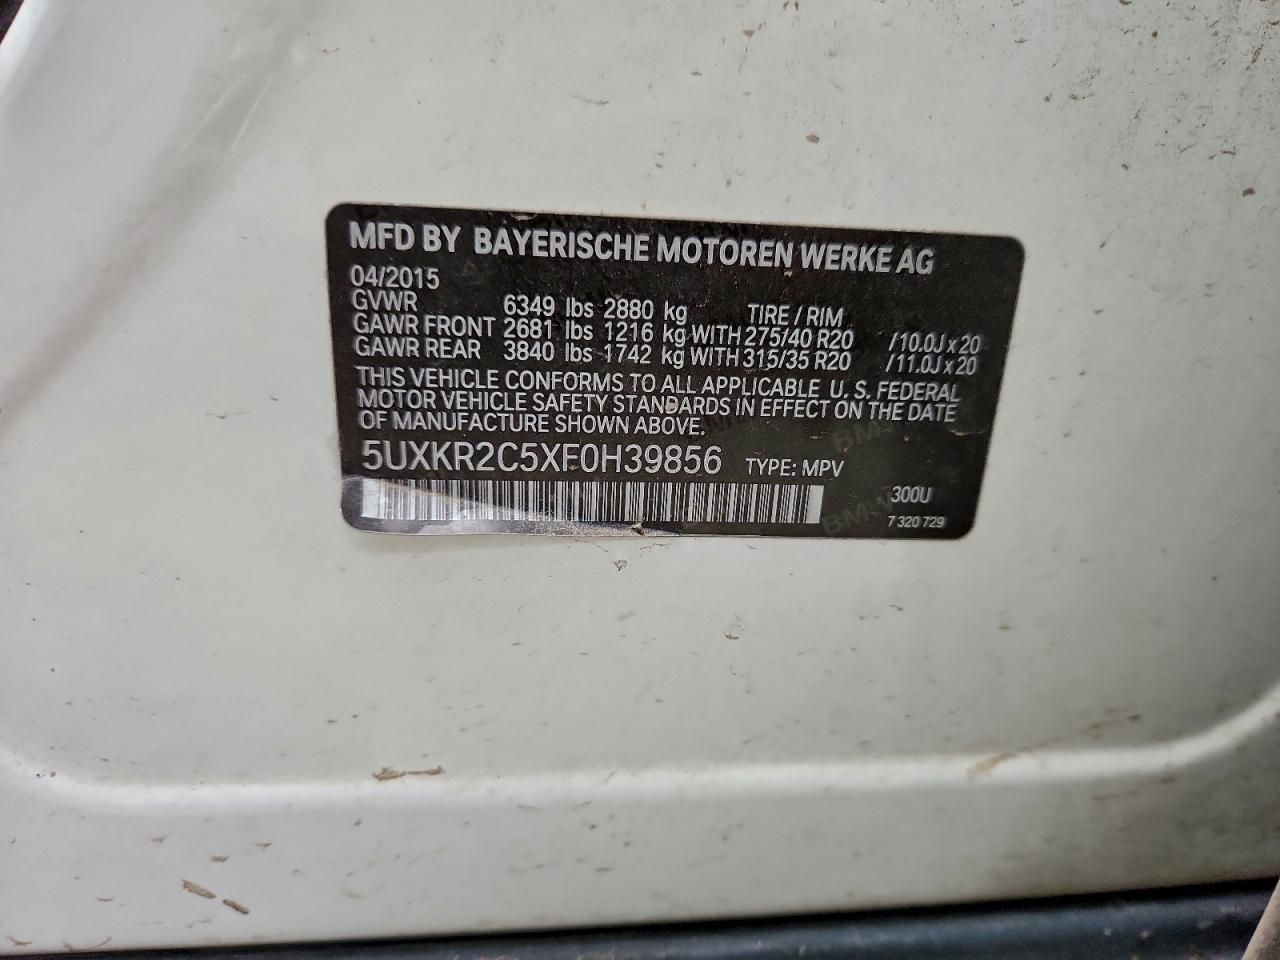 MFD BY BAYERISCHE MOTOREN WERKE AG
04/2015
GVWR 6349 lbs 2880 kg TIRE / RIM
GAWR FRONT 2681 lbs 1216 kg WITH 275/40 R20 /10.0J x 20
GAWR REAR 3840 lbs 1742 kg WITH 315/35 R20 /11.0J x 20
THIS VEHICLE CONFORMS TO ALL APPLICABLE U.S. FEDERAL
MOTOR VEHICLE SAFETY STANDARDS IN EFFECT ON THE DATE
OF MANUFACTURE SHOWN ABOVE.
5UXKR2C5XF0H39856 TYPE: MPV
300U
7 320 729
BMW
BMW